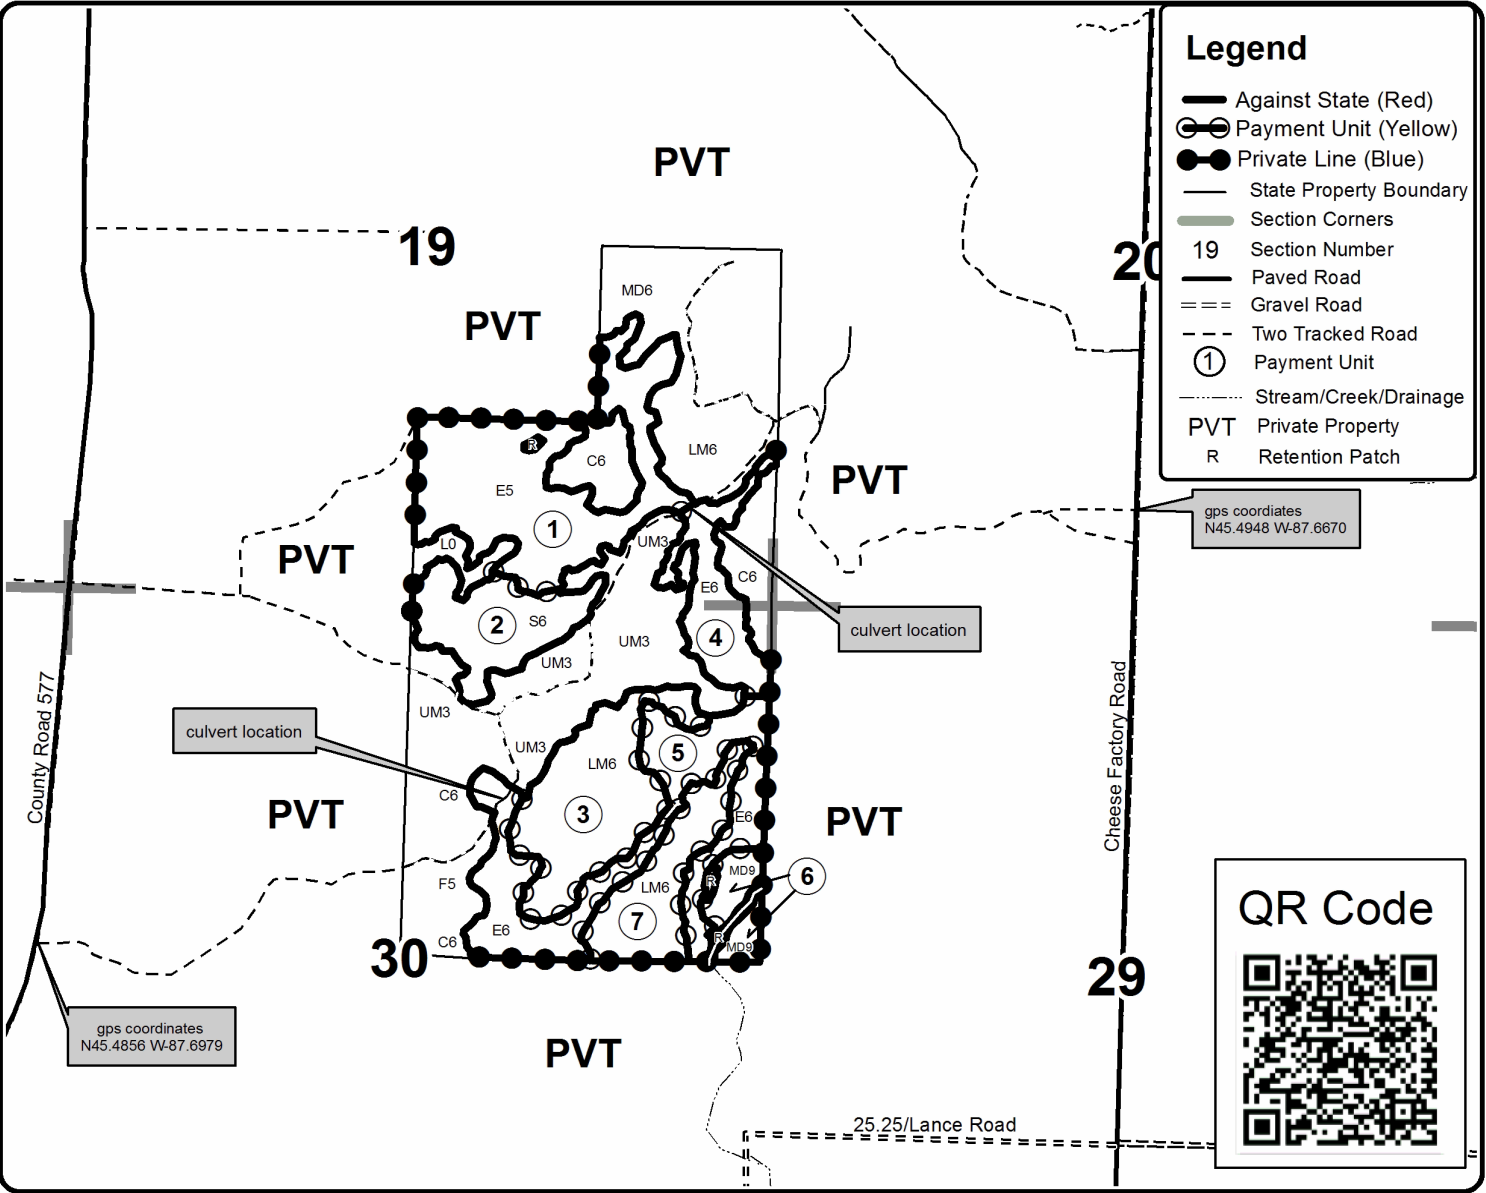 Legend
Against State (Red)
Payment Unit (Yellow)
Private Line (Blue)
State Property Boundary
Section Corners
19 Section Number
Paved Road
Gravel Road
Two Tracked Road
1 Payment Unit
Stream/Creek/Drainage
PVT Private Property
R Retention Patch
PVT
19
20
MD6
PVT
C6
LM6
R
E5
PVT
gps coordiates
N45.4948 W-87.6670
1
L0
UM3
PVT
E6
C6
2
S6
UM3
4
culvert location
UM3
UM3
County Road 577
culvert location
UM3
5
LM6
Cheese Factory Road
C6
PVT
3
E6
PVT
MD9
6
F5
R
LM6
7
E6
C6
R
MD9
30
29
QR Code
gps coordinates
N45.4856 W-87.6979
PVT
25.25/Lance Road